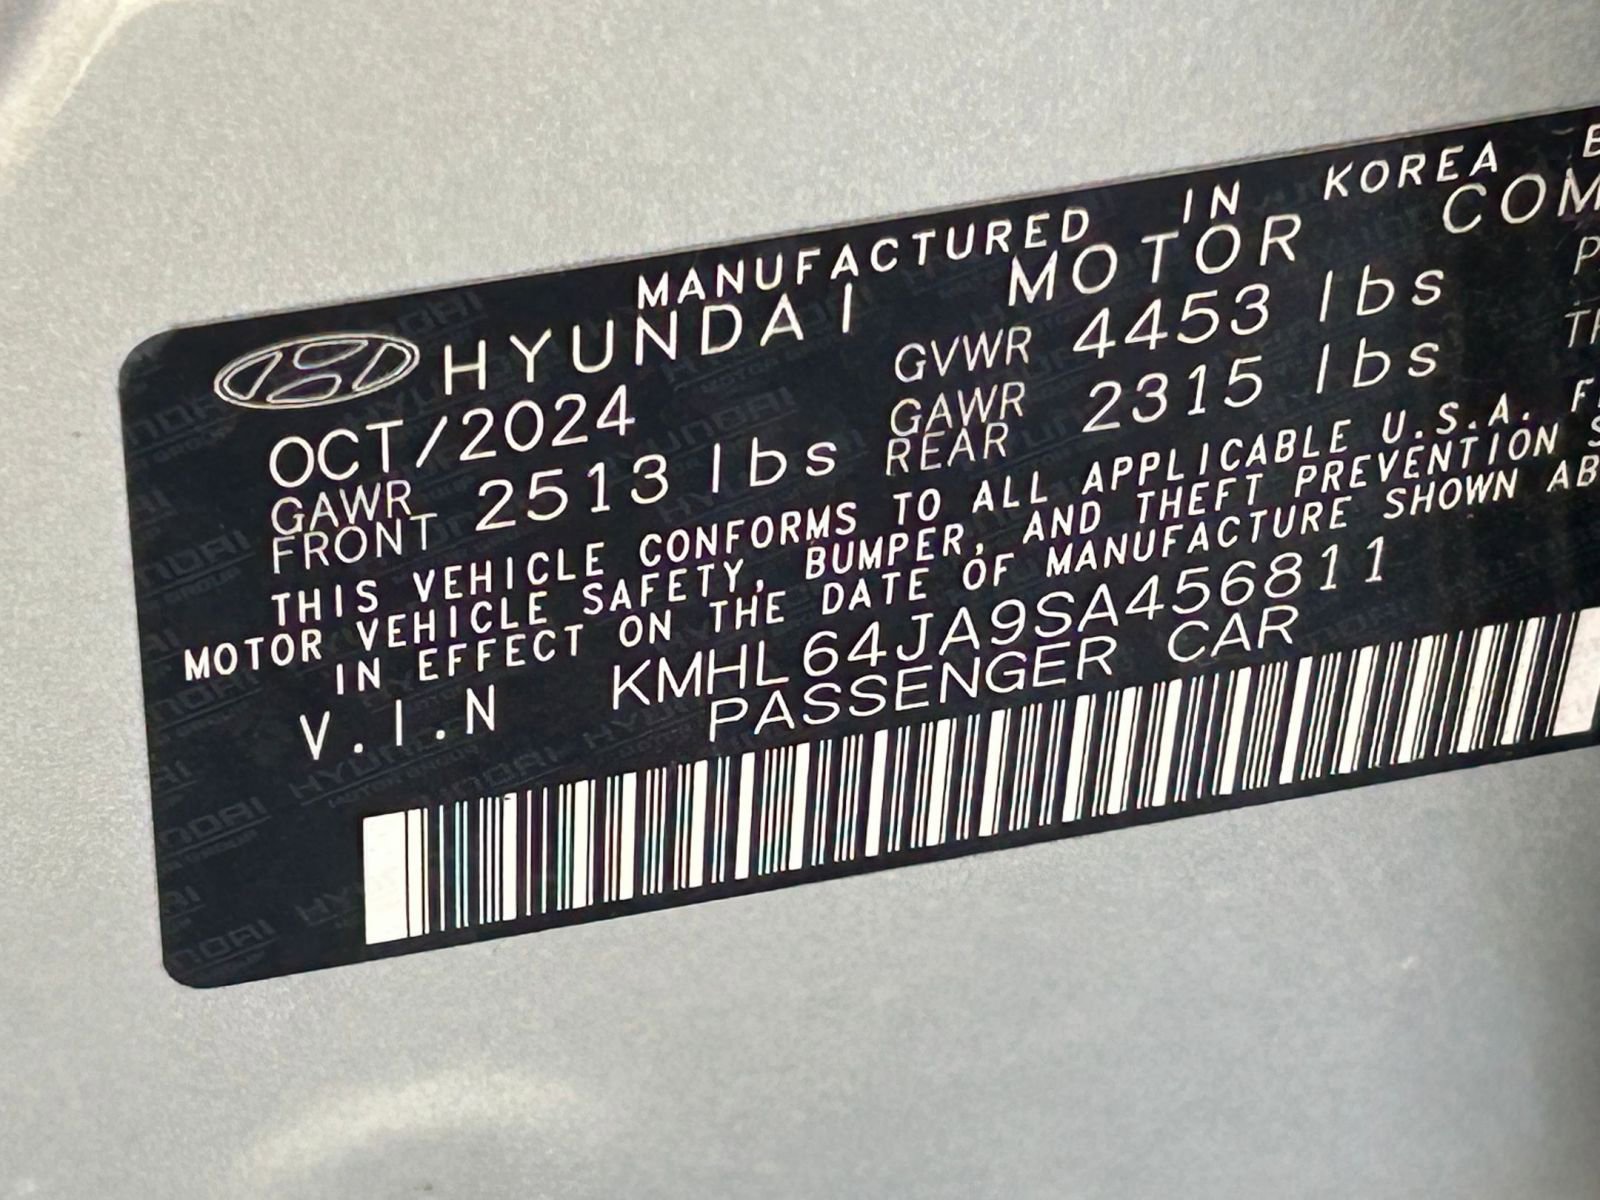 MANUFACTURED IN KOREA
HYUNDAI MOTOR COM
OCT/2024 GVWR 4453 lbs
GAWR FRONT 2513 lbs GAWR REAR 2315 lbs
THIS VEHICLE CONFORMS TO ALL APPLICABLE U.S.A. F
MOTOR VEHICLE SAFETY, BUMPER, AND THEFT PREVENTION S
IN EFFECT ON THE DATE OF MANUFACTURE SHOWN AB
V.I.N KMHL64JA9SA456811
PASSENGER CAR